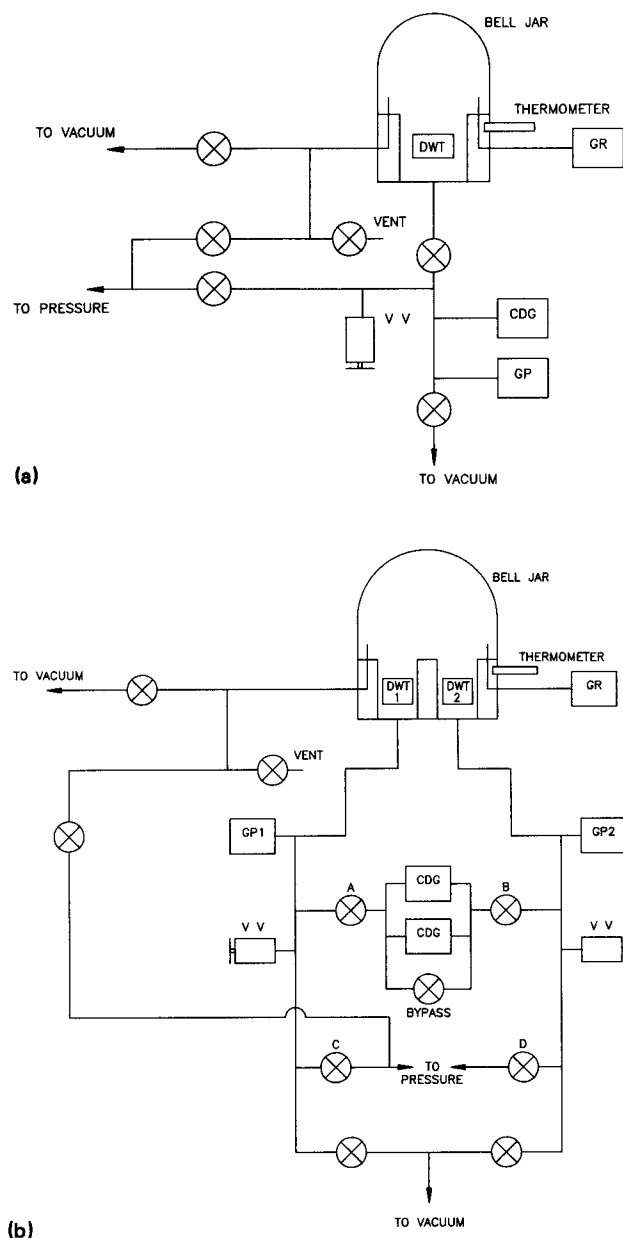 BELL JAR
THERMOMETER
TO VACUUM
DWT
GR
VENT
TO PRESSURE
V V
CDG
GP
(a)
TO VACUUM
BELL JAR
THERMOMETER
TO VACUUM
DWT
1
DWT
2
GR
VENT
GP1
GP2
A
CDG
B
V V
CDG
V V
BYPASS
C
D
TO
PRESSURE
TO VACUUM
(b)